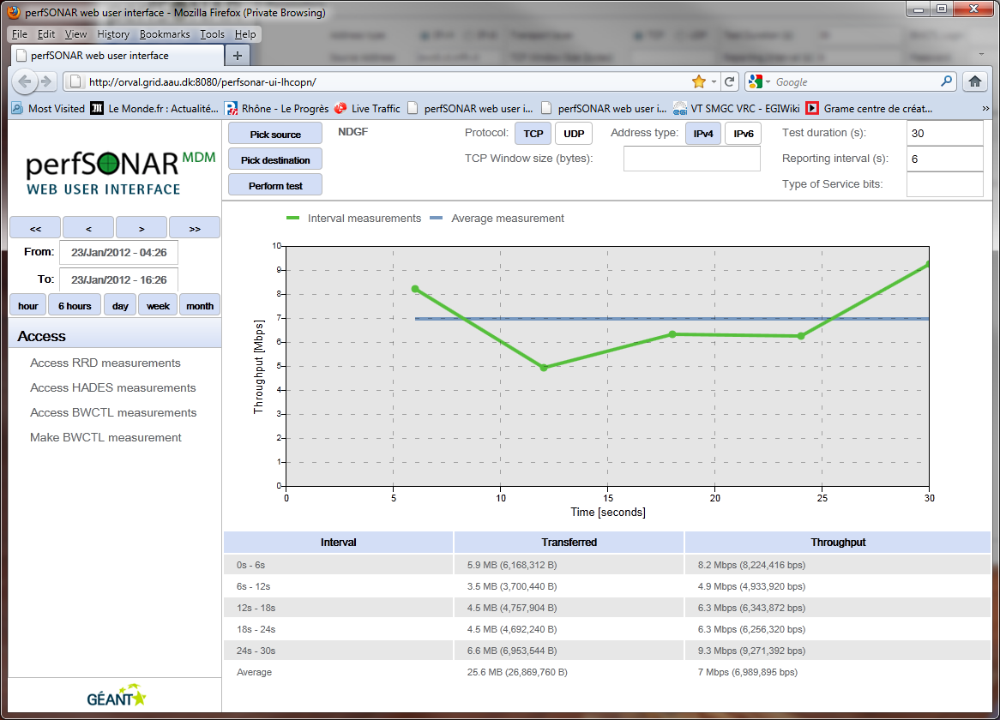 perfSONAR web user interface - Mozilla Firefox (Private Browsing)
File Edit View History Bookmarks Tools Help
perfSONAR web user interface
http://orval.grid.aau.dk:8080/perfsonar-ui-lhcopn/
Google
Most Visited Le Monde.fr : Actualité... Rhône - Le Progrès Live Traffic perfSONAR web user i... perfSONAR web user i... VT SMGC VRC - EGIWiki Grame centre de créat... »
perfSONAR MDM
WEB USER INTERFACE
<< < > >>
From: 23/Jan/2012 - 04:26
To: 23/Jan/2012 - 16:26
hour 6 hours day week month
Access
Access RRD measurements
Access HADES measurements
Access BWCTL measurements
Make BWCTL measurement
GÉANT
Pick source NDGF Protocol: TCP UDP Address type: IPv4 IPv6 Test duration (s): 30
Pick destination TCP Window size (bytes): Reporting interval (s): 6
Perform test Type of Service bits:
Interval measurements Average measurement
Throughput [Mbps]
10
9
8
7
6
5
4
3
2
1
0
0 5 10 15 20 25 30
Time [seconds]
Interval Transferred Throughput
0s - 6s 5.9 MB (6,168,312 B) 8.2 Mbps (8,224,416 bps)
6s - 12s 3.5 MB (3,700,440 B) 4.9 Mbps (4,933,920 bps)
12s - 18s 4.5 MB (4,757,904 B) 6.3 Mbps (6,343,872 bps)
18s - 24s 4.5 MB (4,692,240 B) 6.3 Mbps (6,256,320 bps)
24s - 30s 6.6 MB (6,953,544 B) 9.3 Mbps (9,271,392 bps)
Average 25.6 MB (26,869,760 B) 7 Mbps (6,989,895 bps)